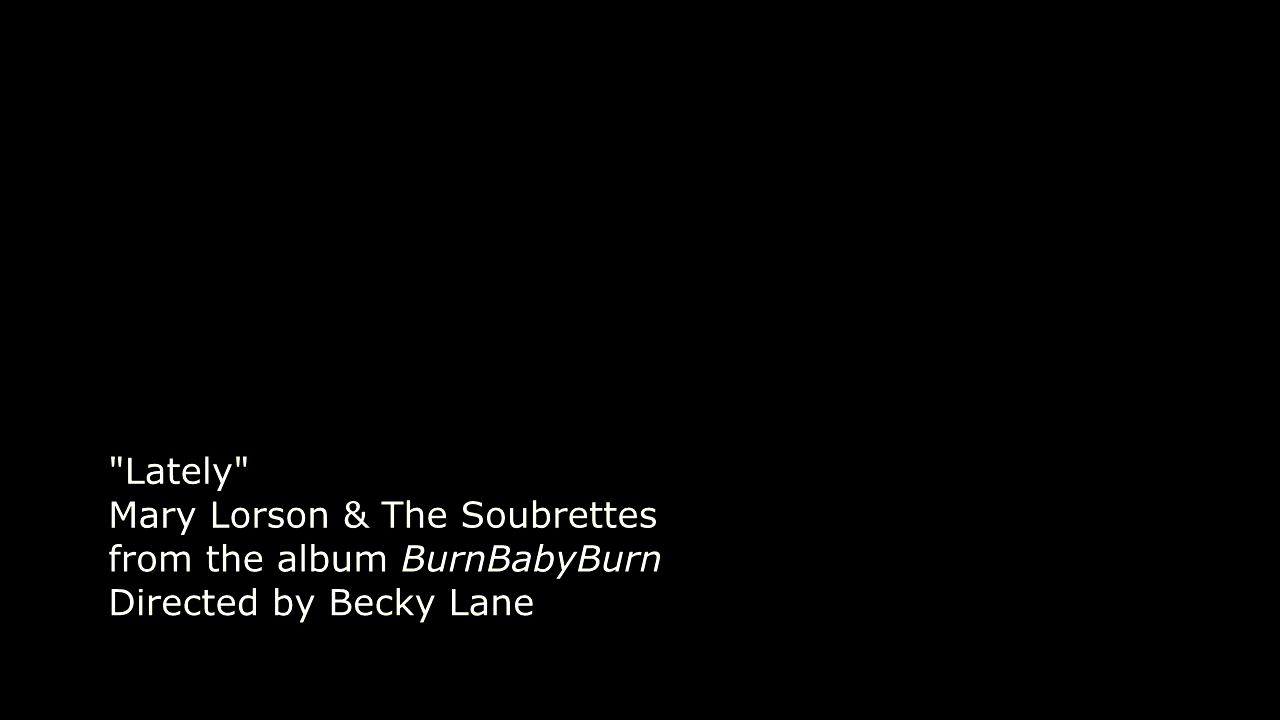 "Lately"
Mary Lorson & The Soubrettes
from the album BurnBabyBurn
Directed by Becky Lane